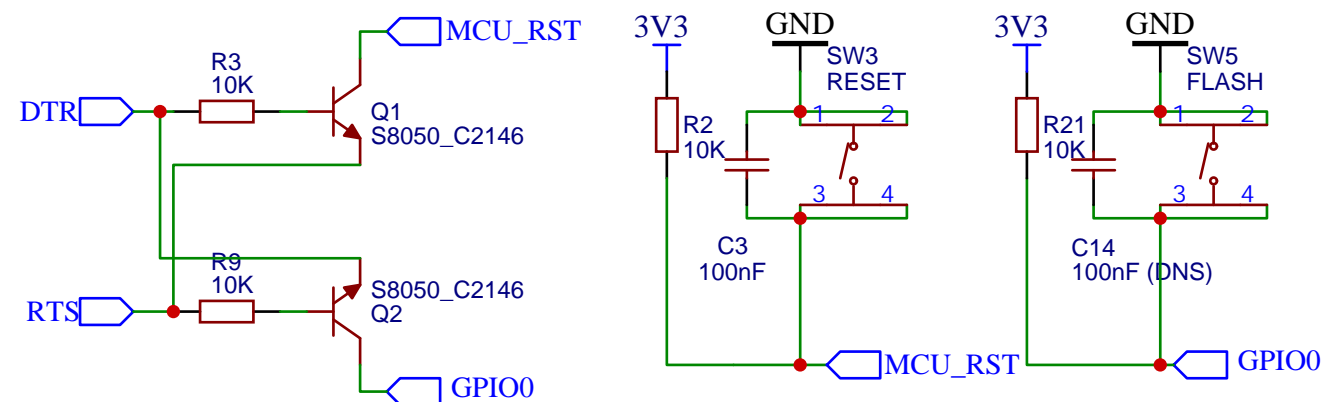 MCU_RST
R3
10K
DTR
Q1
S8050_C2146
R9
10K
RTS
S8050_C2146
Q2
GPIO0
3V3
GND
SW3
RESET
R2
10K
1 2
3 4
C3
100nF
MCU_RST
3V3
GND
SW5
FLASH
R21
10K
1 2
3 4
C14
100nF (DNS)
GPIO0